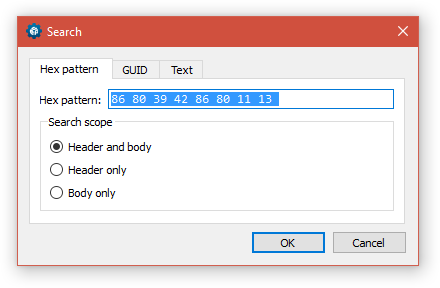 Search
Hex pattern GUID Text
Hex pattern: 86 80 39 42 86 80 11 13
Search scope
Header and body
Header only
Body only
OK Cancel